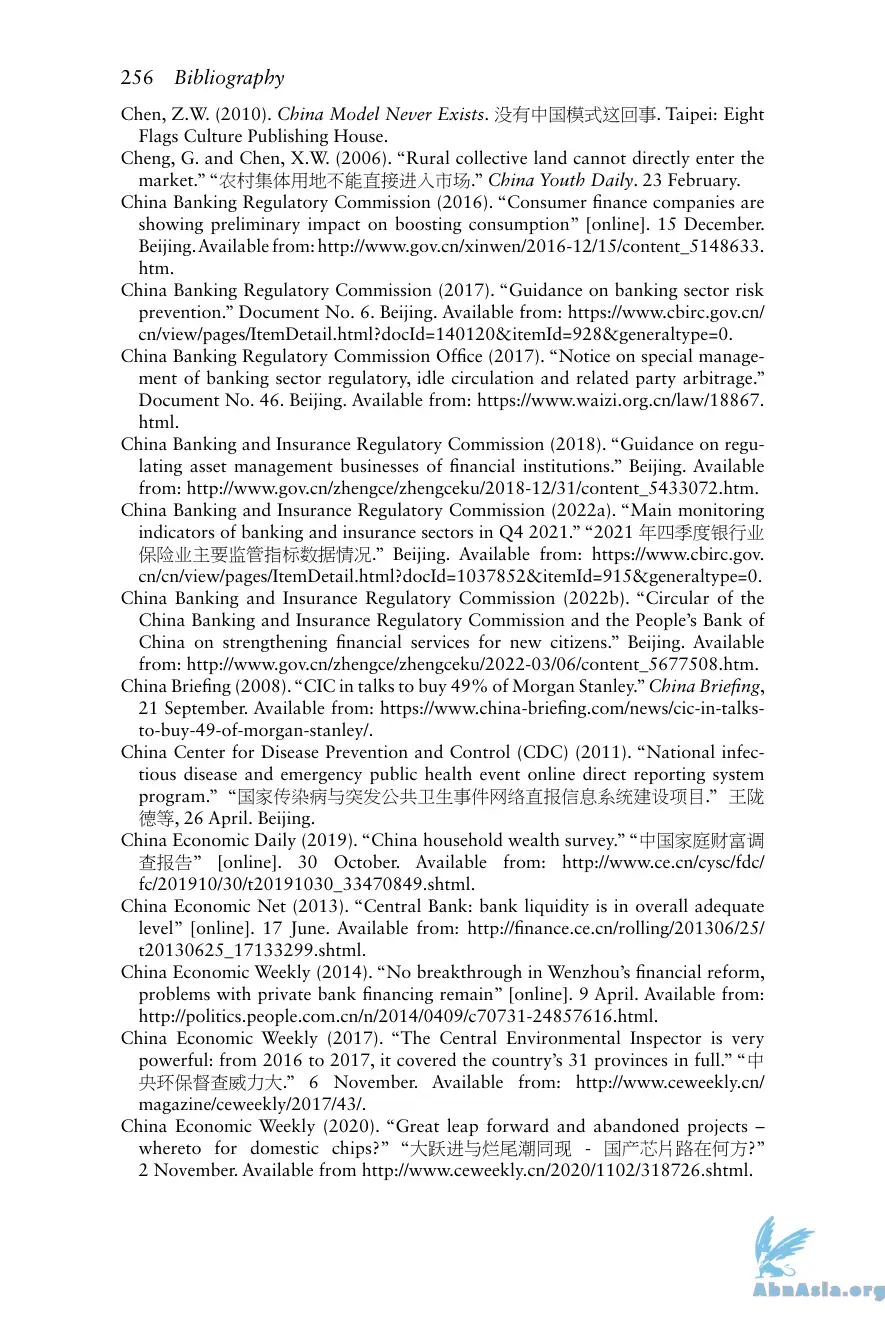 256 Bibliography
Chen, Z.W. (2010). China Model Never Exists. 没有中国模式这回事. Taipei: Eight
Flags Culture Publishing House.
Cheng, G. and Chen, X.W. (2006). “Rural collective land cannot directly enter the
market.” “农村集体用地不能直接进入市场.” China Youth Daily. 23 February.
China Banking Regulatory Commission (2016). “Consumer finance companies are
showing preliminary impact on boosting consumption” [online]. 15 December.
Beijing. Available from: http://www.gov.cn/xinwen/2016-12/15/content_5148633.
htm.
China Banking Regulatory Commission (2017). “Guidance on banking sector risk
prevention.” Document No. 6. Beijing. Available from: https://www.cbirc.gov.cn/
cn/view/pages/ItemDetail.html?docId=140120&itemId=928&generaltype=0.
China Banking Regulatory Commission Office (2017). “Notice on special manage-
ment of banking sector regulatory, idle circulation and related party arbitrage.”
Document No. 46. Beijing. Available from: https://www.waizi.org.cn/law/18867.
html.
China Banking and Insurance Regulatory Commission (2018). “Guidance on regu-
lating asset management businesses of financial institutions.” Beijing. Available
from: http://www.gov.cn/zhengce/zhengceku/2018-12/31/content_5433072.htm.
China Banking and Insurance Regulatory Commission (2022a). “Main monitoring
indicators of banking and insurance sectors in Q4 2021.” “2021 年四季度银行业
保险业主要监管指标数据情况.” Beijing. Available from: https://www.cbirc.gov.
cn/cn/view/pages/ItemDetail.html?docId=1037852&itemId=915&generaltype=0.
China Banking and Insurance Regulatory Commission (2022b). “Circular of the
China Banking and Insurance Regulatory Commission and the People’s Bank of
China on strengthening financial services for new citizens.” Beijing. Available
from: http://www.gov.cn/zhengce/zhengceku/2022-03/06/content_5677508.htm.
China Briefing (2008). “CIC in talks to buy 49% of Morgan Stanley.” China Briefing,
21 September. Available from: https://www.china-briefing.com/news/cic-in-talks-
to-buy-49-of-morgan-stanley/.
China Center for Disease Prevention and Control (CDC) (2011). “National infec-
tious disease and emergency public health event online direct reporting system
program.” “国家传染病与突发公共卫生事件网络直报信息系统建设项目.” 王陇
德等, 26 April. Beijing.
China Economic Daily (2019). “China household wealth survey.” “中国家庭财富调
查报告” [online]. 30 October. Available from: http://www.ce.cn/cysc/fdc/
fc/201910/30/t20191030_33470849.shtml.
China Economic Net (2013). “Central Bank: bank liquidity is in overall adequate
level” [online]. 17 June. Available from: http://finance.ce.cn/rolling/201306/25/
t20130625_17133299.shtml.
China Economic Weekly (2014). “No breakthrough in Wenzhou’s financial reform,
problems with private bank financing remain” [online]. 9 April. Available from:
http://politics.people.com.cn/n/2014/0409/c70731-24857616.html.
China Economic Weekly (2017). “The Central Environmental Inspector is very
powerful: from 2016 to 2017, it covered the country’s 31 provinces in full.” “中
央环保督查威力大.” 6 November. Available from: http://www.ceweekly.cn/
magazine/ceweekly/2017/43/.
China Economic Weekly (2020). “Great leap forward and abandoned projects –
whereto for domestic chips?” “大跃进与烂尾潮同现 - 国产芯片路在何方?”
2 November. Available from http://www.ceweekly.cn/2020/1102/318726.shtml.
AbnAsia.org